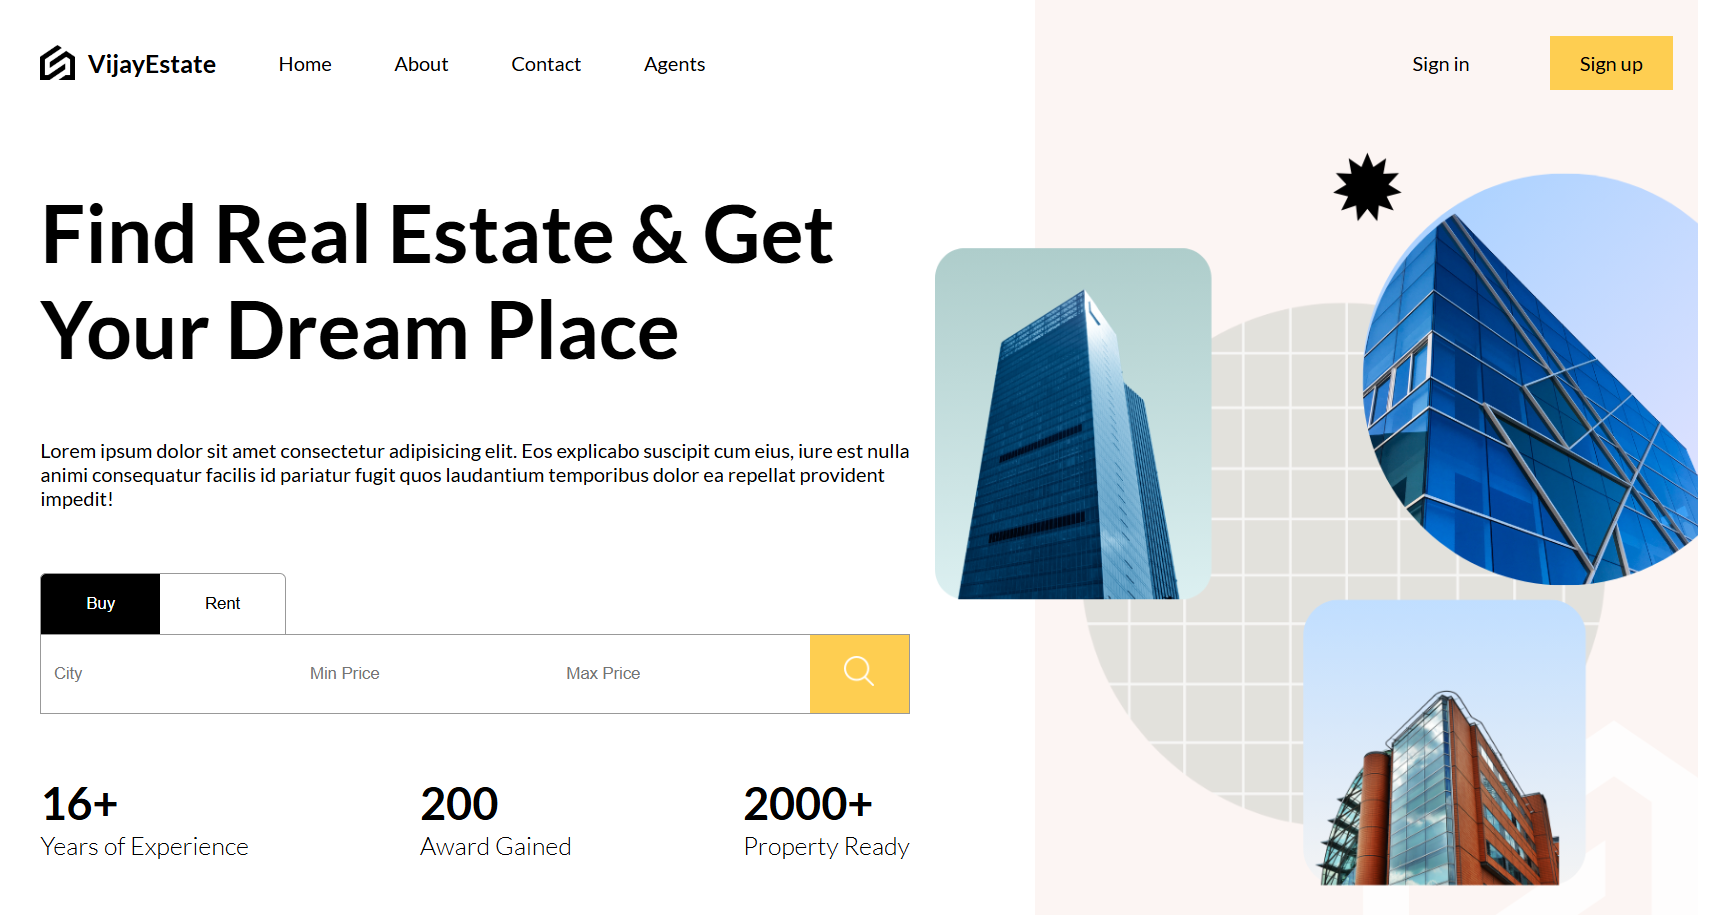 VijayEstate Home About Contact Agents Sign in Sign up
Find Real Estate & Get
Your Dream Place
Lorem ipsum dolor sit amet consectetur adipisicing elit. Eos explicabo suscipit cum eius, iure est nulla
animi consequatur facilis id pariatur fugit quos laudantium temporibus dolor ea repellat provident
impedit!
Buy Rent
City Min Price Max Price
16+ 200 2000+
Years of Experience Award Gained Property Ready